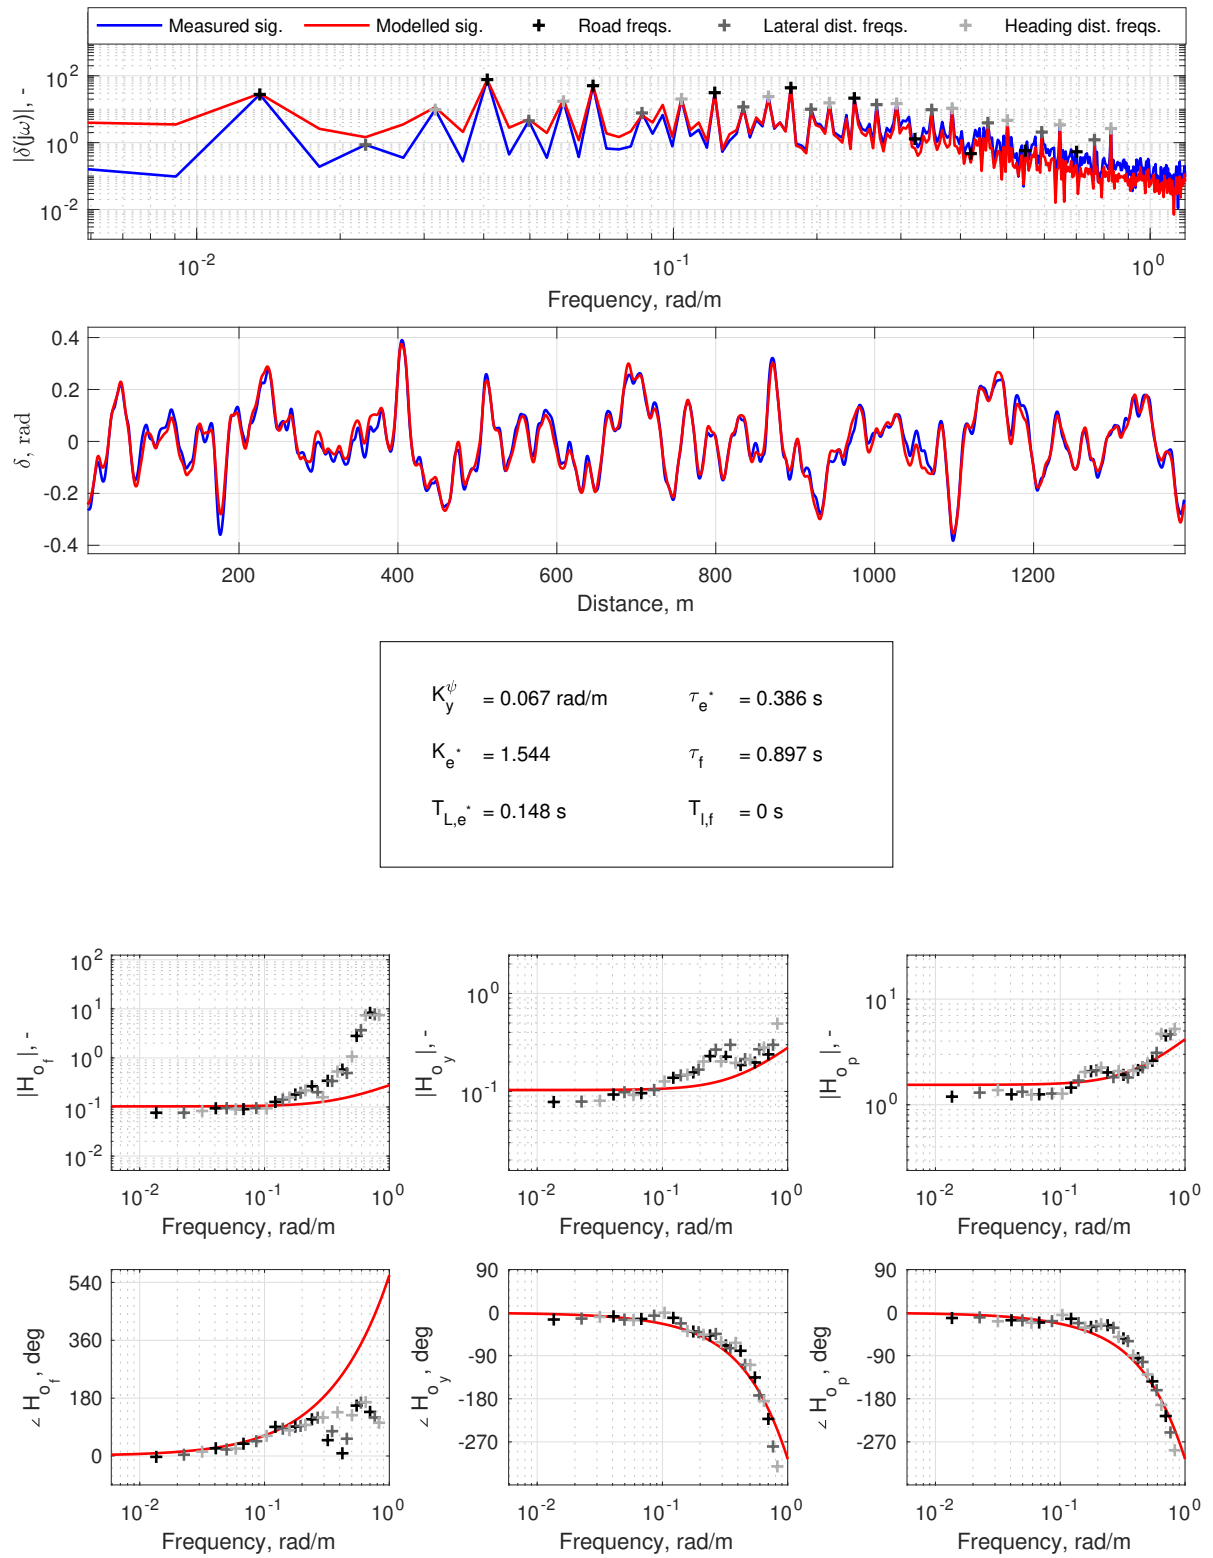 Measured sig. Modelled sig. Road freqs. Lateral dist. freqs. Heading dist. freqs.
|δ(jω)|, -
10^2
10^0
10^-2
10^-2 10^-1 10^0
Frequency, rad/m
δ, rad
0.4
0.2
0
-0.2
-0.4
200 400 600 800 1000 1200
Distance, m
K_y^ψ = 0.067 rad/m τ_e* = 0.386 s
K_e* = 1.544 τ_f = 0.897 s
T_L,e* = 0.148 s T_l,f = 0 s
|H_o_f|, -
10^2
10^1
10^0
10^-1
10^-2
10^-2 10^-1 10^0
Frequency, rad/m
|H_o_y|, -
10^0
10^-1
10^-2 10^-1 10^0
Frequency, rad/m
|H_o_p|, -
10^1
10^0
10^-2 10^-1 10^0
Frequency, rad/m
∠ H_o_f, deg
540
360
180
0
10^-2 10^-1 10^0
Frequency, rad/m
∠ H_o_y, deg
90
0
-90
-180
-270
10^-2 10^-1 10^0
Frequency, rad/m
∠ H_o_p, deg
90
0
-90
-180
-270
10^-2 10^-1 10^0
Frequency, rad/m